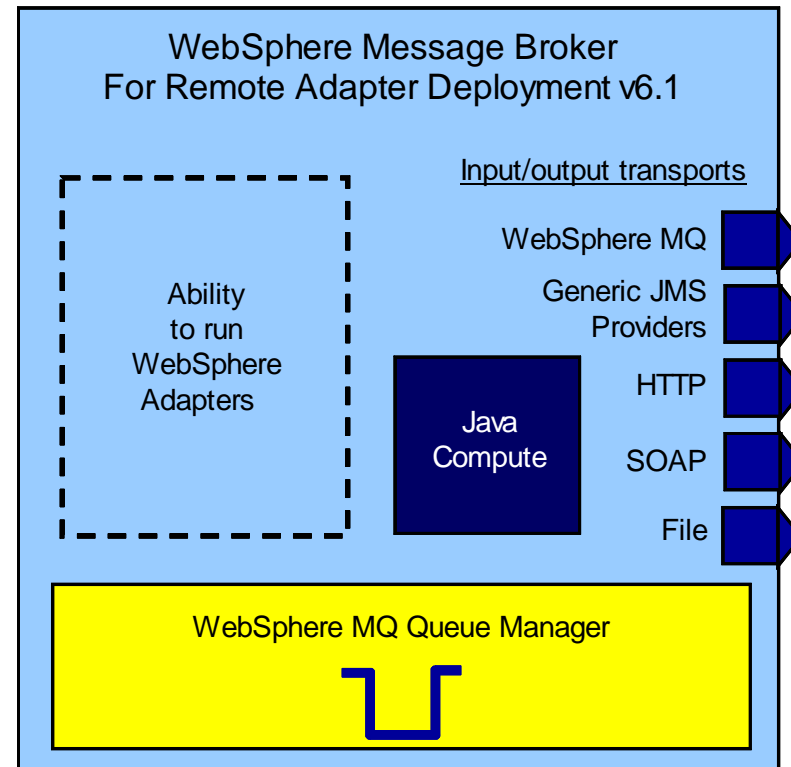 WebSphere Message Broker
For Remote Adapter Deployment v6.1
Input/output transports
WebSphere MQ
Generic JMS
Providers
HTTP
SOAP
File
Ability
to run
WebSphere
Adapters
Java
Compute
WebSphere MQ Queue Manager